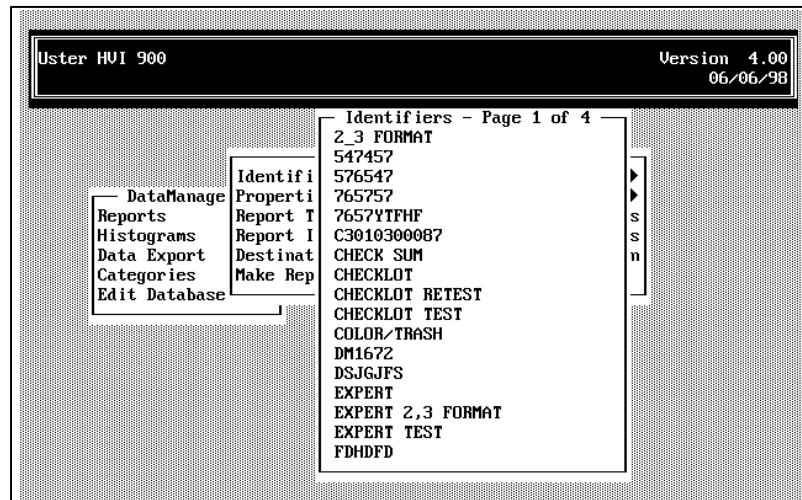 Uster HVI 900
Version 4.00
06/06/98
Identifiers - Page 1 of 4
2_3 FORMAT
547457
576547
765757
7657YTFHF
C3010300087
CHECK SUM
CHECKLOT
CHECKLOT RETEST
CHECKLOT TEST
COLOR/TRASH
DM1672
DSJGJFS
EXPERT
EXPERT 2,3 FORMAT
EXPERT TEST
FDHDFD
Identifi
Properti
Report T s
Report I s
Destinat n
Make Rep
DataManage
Reports
Histograms
Data Export
Categories
Edit Database